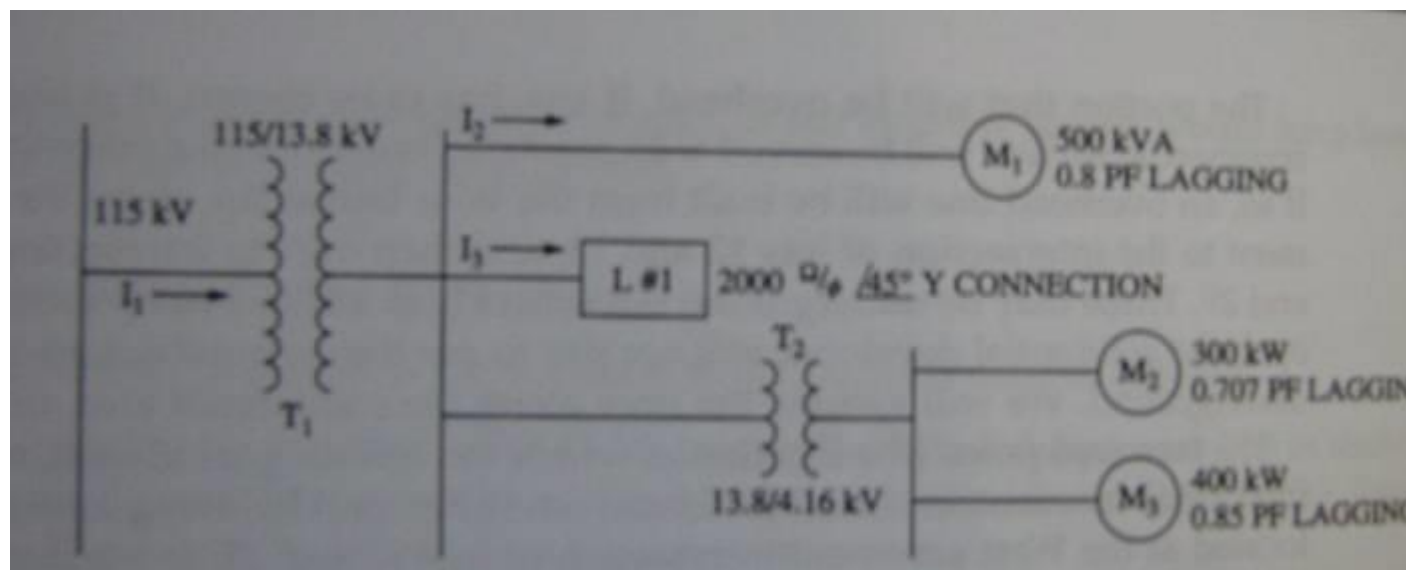 115/13.8 kV
I₂
M₁
500 kVA
0.8 PF LAGGING
115 kV
I₃
L #1
2000 Ω/ϕ /45° Y CONNECTION
I₁
T₁
T₂
M₂
300 kW
0.707 PF LAGGIN
13.8/4.16 kV
M₃
400 kW
0.85 PF LAGGING